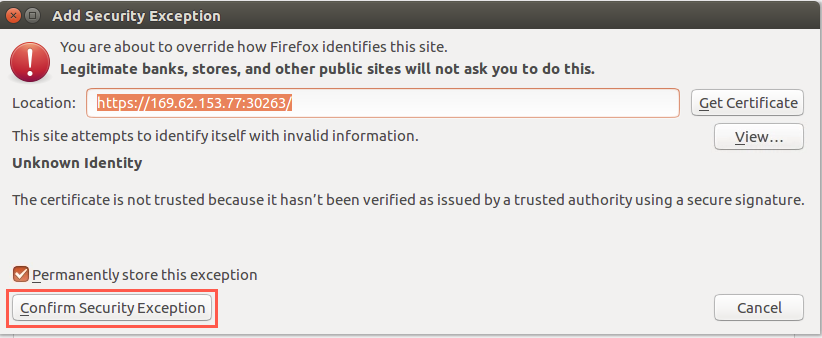 Add Security Exception
You are about to override how Firefox identifies this site.
Legitimate banks, stores, and other public sites will not ask you to do this.
Location: https://169.62.153.77:30263/ Get Certificate
This site attempts to identify itself with invalid information. View...
Unknown Identity
The certificate is not trusted because it hasn't been verified as issued by a trusted authority using a secure signature.
Permanently store this exception
Confirm Security Exception Cancel